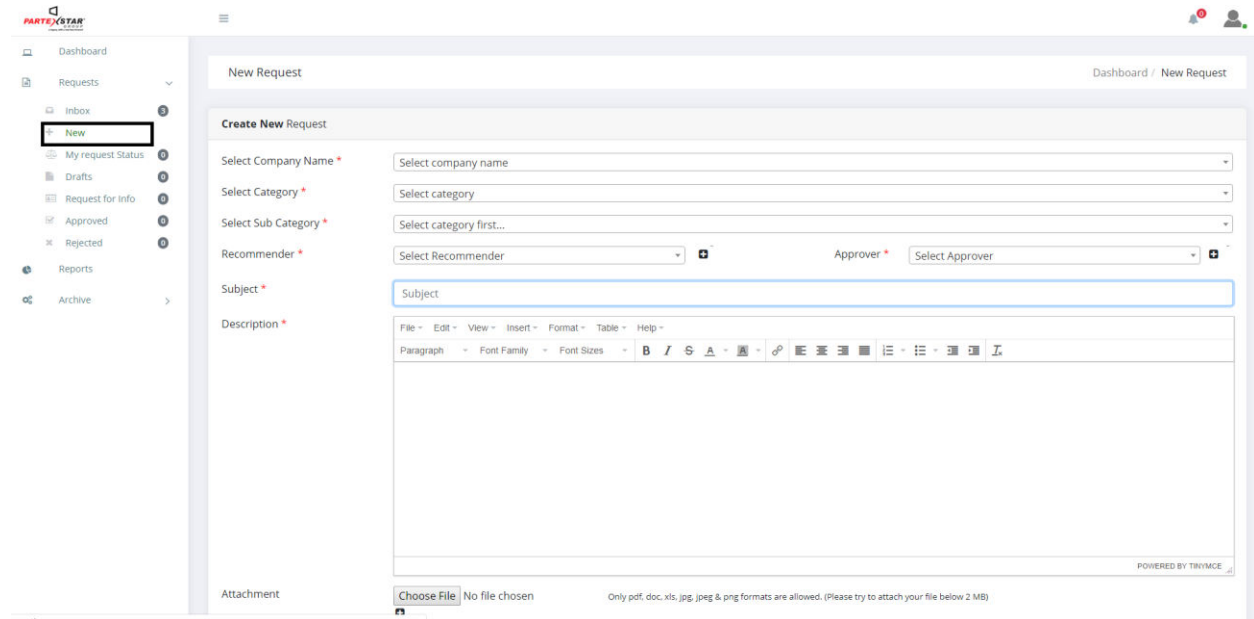 PARTEX STAR
GROUP
0
Dashboard
Requests
Inbox 3
New
My request Status 0
Drafts 0
Request for Info 0
Approved 0
Rejected 0
Reports
Archive
New Request Dashboard / New Request
Create New Request
Select Company Name * Select company name
Select Category * Select category
Select Sub Category * Select category first...
Recommender * Select Recommender Approver * Select Approver
Subject * Subject
Description * File Edit View Insert Format Table Help
Paragraph Font Family Font Sizes B I S A A
POWERED BY TINYMCE
Attachment Choose File No file chosen Only pdf, doc, xls, jpg, jpeg & png formats are allowed. (Please try to attach your file below 2 MB)